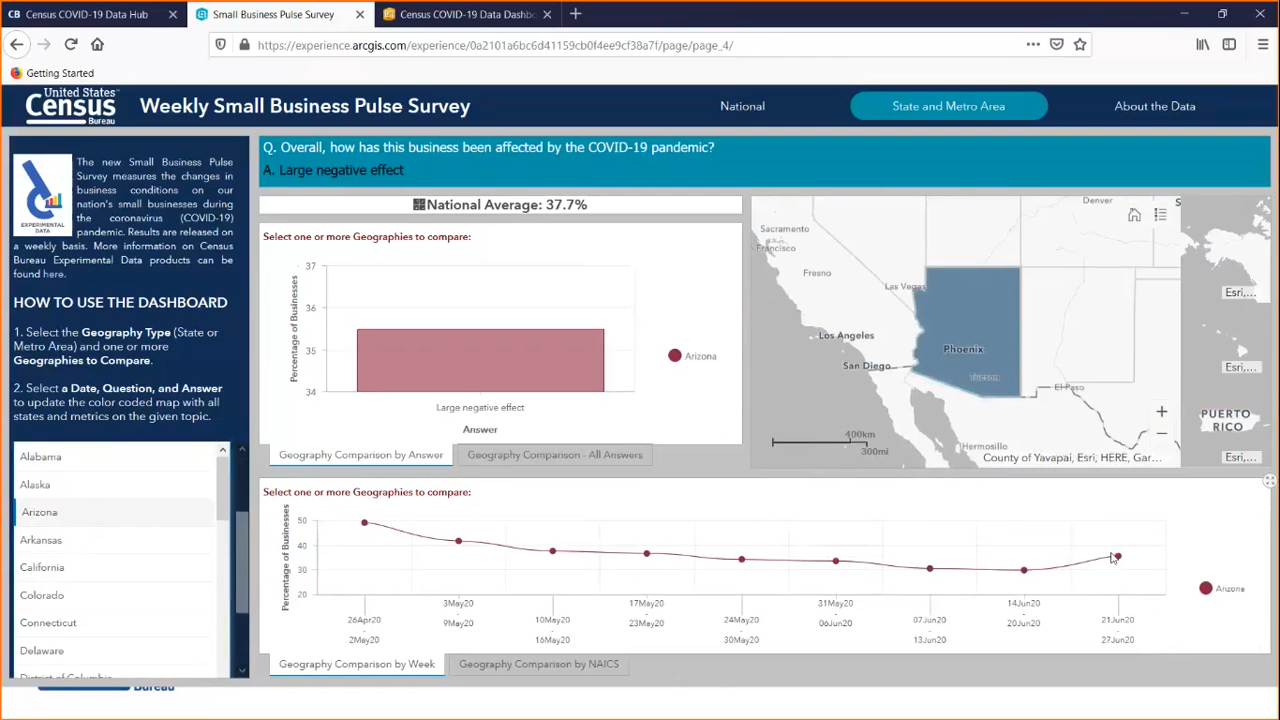 Census COVID-19 Data Hub
Small Business Pulse Survey
Census COVID-19 Data Dashb
https://experience.arcgis.com/experience/0a2101a6bc6d41159cb0f4ee9cf38a7f/page/page_4/
Getting Started
United States
Census
Bureau
Weekly Small Business Pulse Survey
National
State and Metro Area
About the Data
EXPERIMENTAL
DATA
The new Small Business Pulse
Survey measures the changes in
business conditions on our
nation's small businesses during
the coronavirus (COVID-19)
pandemic. Results are released on
a weekly basis. More information on Census
Bureau Experimental Data products can be
found here.
HOW TO USE THE DASHBOARD
1. Select the Geography Type (State or
Metro Area) and one or more
Geographies to Compare.
2. Select a Date, Question, and Answer
to update the color coded map with all
states and metrics on the given topic.
Alabama
Alaska
Arizona
Arkansas
California
Colorado
Connecticut
Delaware
District of Columbia
Bureau
Q. Overall, how has this business been affected by the COVID-19 pandemic?
A. Large negative effect
National Average: 37.7%
Select one or more Geographies to compare:
Percentage of Businesses
37
36
35
34
Large negative effect
Answer
Arizona
Geography Comparison by Answer
Geography Comparison - All Answers
Denver
Sacramento
San Francisco
Fresno
Las Vegas
Los Angeles
San Diego
Phoenix
Tucson
El Paso
Hermosillo
400km
300mi
County of Yavapai, Esri, HERE, Gar...
Esri,...
Esri,...
PUERTO
RICO
Esri,...
Select one or more Geographies to compare:
Percentage of Businesses
50
40
30
20
26Apr20
-
2May20
3May20
-
9May20
10May20
-
16May20
17May20
-
23May20
24May20
-
30May20
31May20
-
06Jun20
07Jun20
-
13Jun20
14Jun20
-
20Jun20
21Jun20
-
27Jun20
Arizona
Geography Comparison by Week
Geography Comparison by NAICS